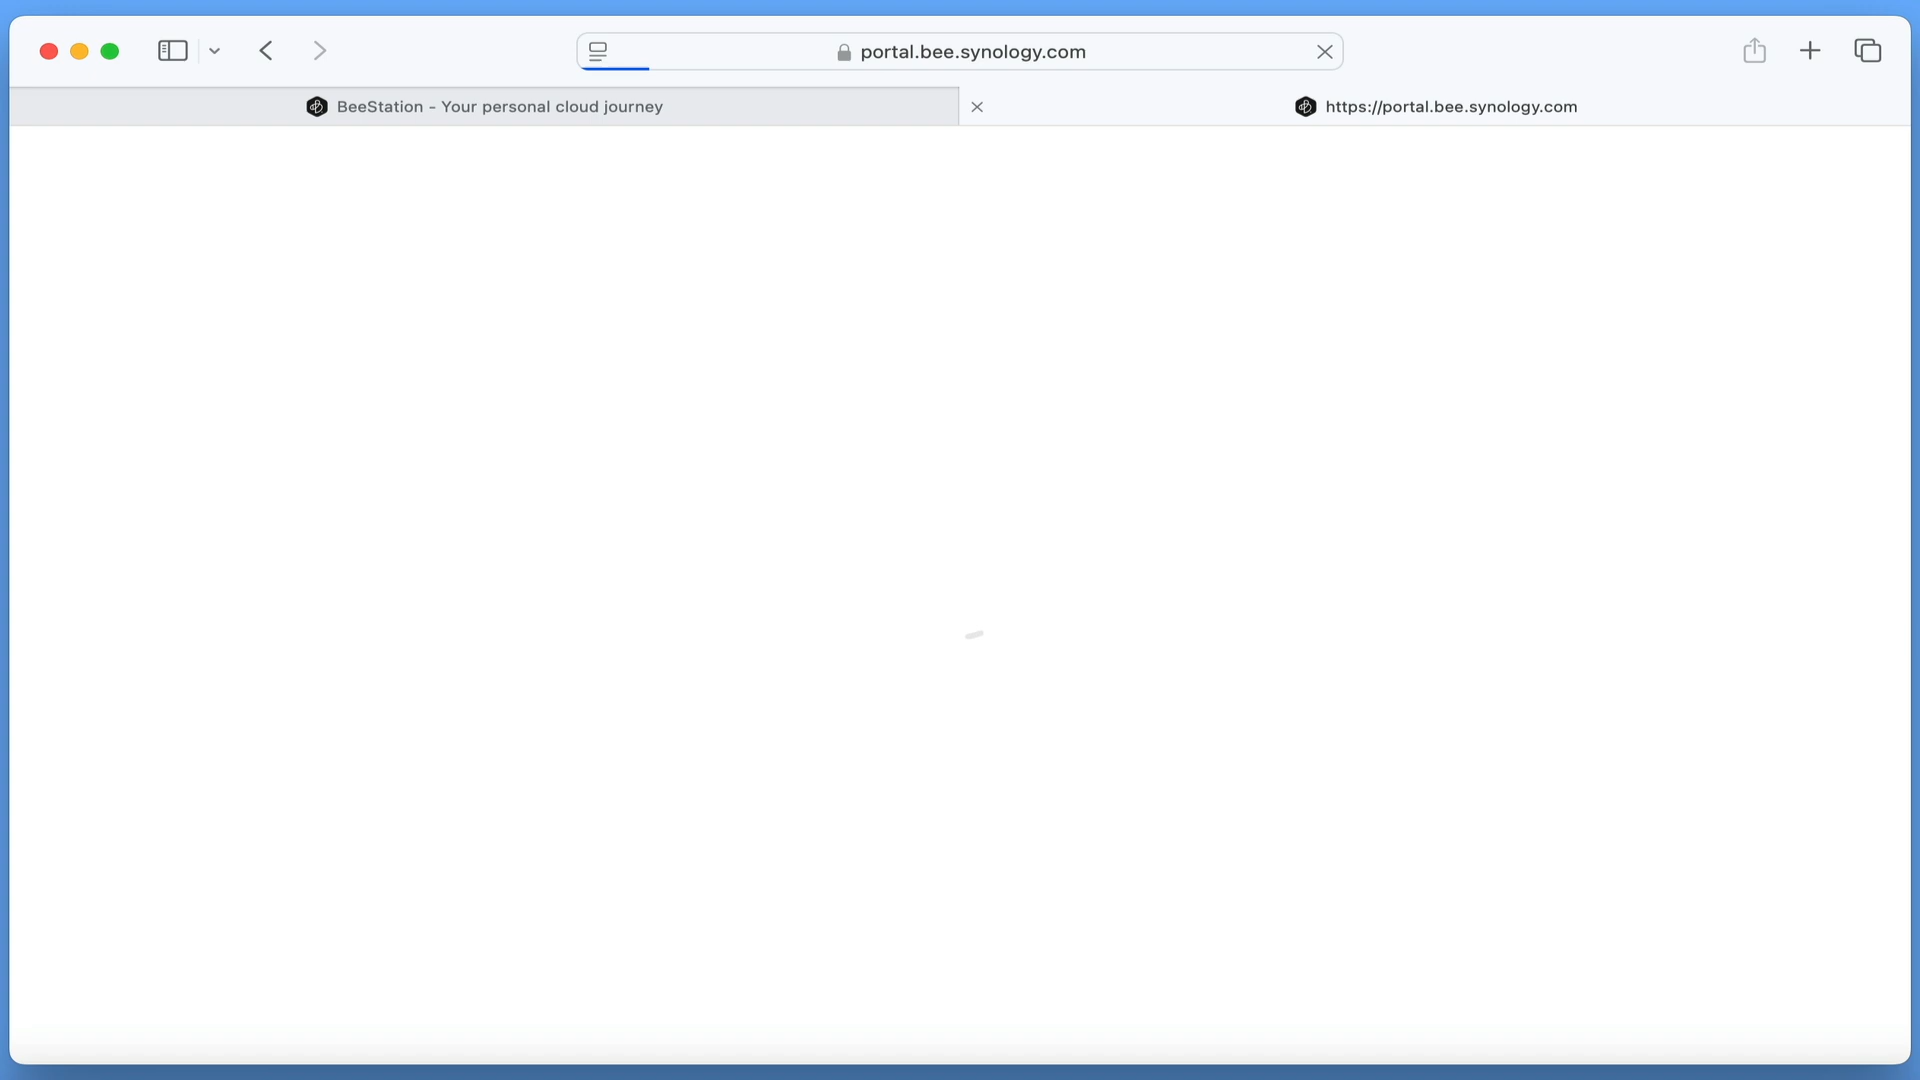 portal.bee.synology.com
BeeStation - Your personal cloud journey
https://portal.bee.synology.com